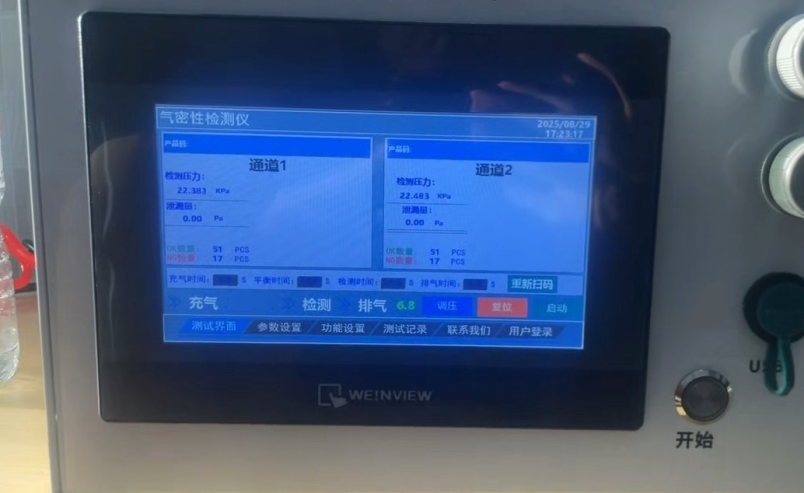 气密性检测仪
2025/08/29
17:23:17
产品码:
通道1
检测压力:
22.383 KPa
泄漏量:
0.00 Pa
OK数量: 51 PCS
NG数量: 17 PCS
产品码:
通道2
检测压力:
22.483 KPa
泄漏量:
0.00 Pa
OK数量: 51 PCS
NG数量: 17 PCS
充气时间: S 平衡时间: S 检测时间: S 排气时间: S 重新扫码
充气 检测 排气 6.8 调压 复位 启动
测试界面 参数设置 功能设置 测试记录 联系我们 用户登录
WE!NVIEW
USB
开始